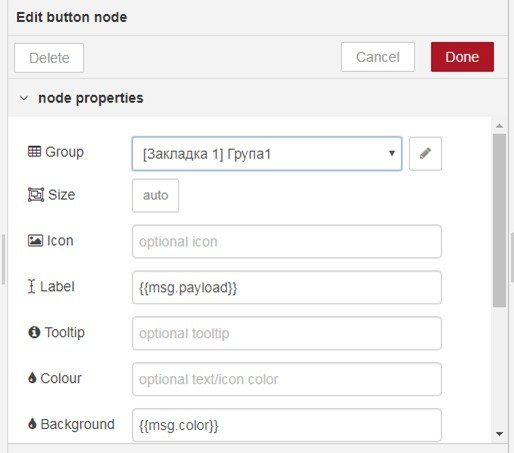 Edit button node
Delete Cancel Done
node properties
Group [Закладка 1] Група1
Size auto
Icon optional icon
Label {{msg.payload}}
Tooltip optional tooltip
Colour optional text/icon color
Background {{msg.color}}